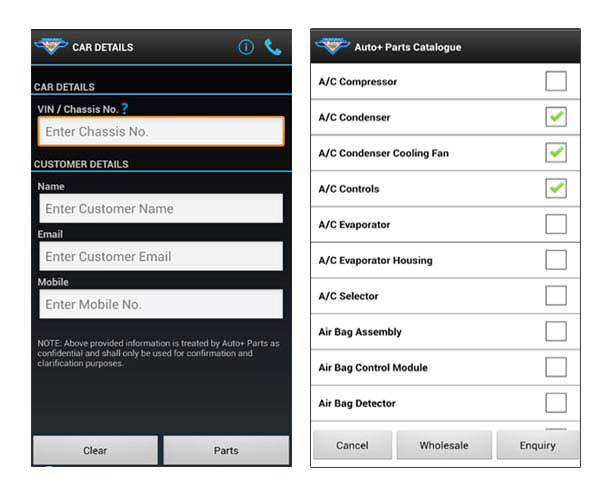 CAR DETAILS
CAR DETAILS
VIN / Chassis No. ?
Enter Chassis No.
CUSTOMER DETAILS
Name
Enter Customer Name
Email
Enter Customer Email
Mobile
Enter Mobile No.
NOTE: Above provided information is treated by Auto+ Parts as
confidential and shall only be used for confirmation and
clarification purposes.
Clear
Parts
Auto+ Parts Catalogue
A/C Compressor
A/C Condenser
A/C Condenser Cooling Fan
A/C Controls
A/C Evaporator
A/C Evaporator Housing
A/C Selector
Air Bag Assembly
Air Bag Control Module
Air Bag Detector
Cancel
Wholesale
Enquiry